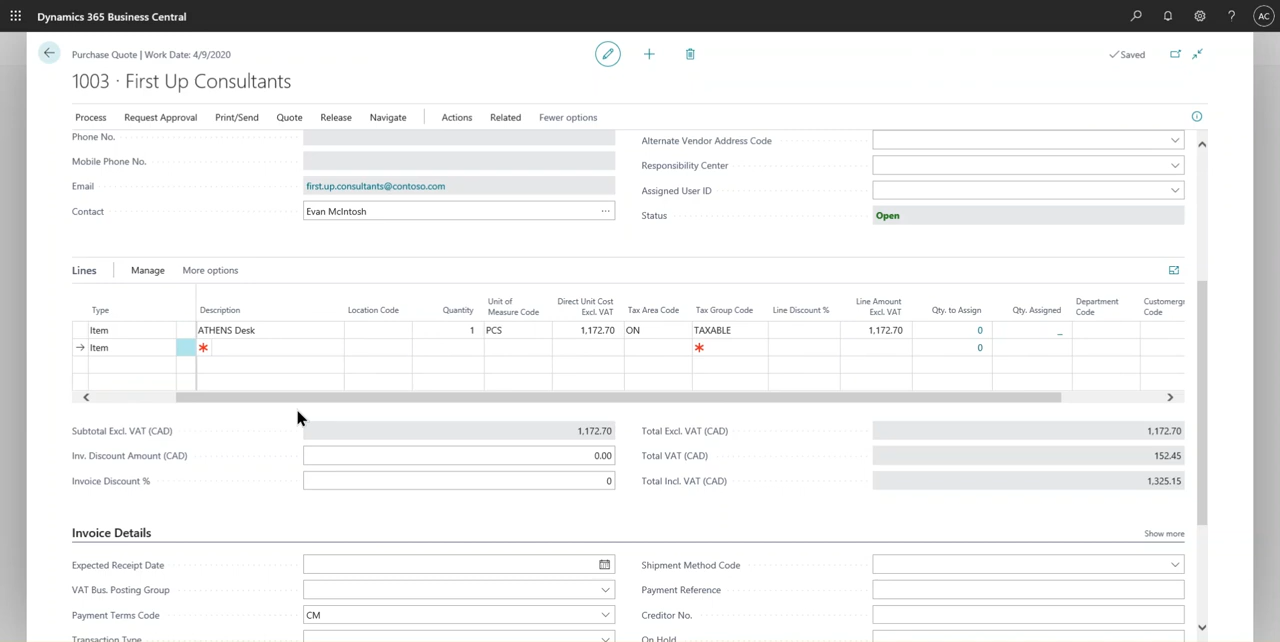 Dynamics 365 Business Central
?
AC
Purchase Quote | Work Date: 4/9/2020
Saved
1003 · First Up Consultants
Process Request Approval Print/Send Quote Release Navigate Actions Related Fewer options
Phone No.
Alternate Vendor Address Code
Mobile Phone No.
Responsibility Center
Email first.up.consultants@contoso.com
Assigned User ID
Contact Evan McIntosh
Status Open
Lines Manage More options
Type Description Location Code Quantity Unit of Measure Code Direct Unit Cost Excl. VAT Tax Area Code Tax Group Code Line Discount % Line Amount Excl. VAT Qty. to Assign Qty. Assigned Department Code Customergr Code
Item ATHENS Desk 1 PCS 1,172.70 ON TAXABLE 1,172.70 0 _
Item * * 0
Subtotal Excl. VAT (CAD) 1,172.70 Total Excl. VAT (CAD) 1,172.70
Inv. Discount Amount (CAD) 0.00 Total VAT (CAD) 152.45
Invoice Discount % 0 Total Incl. VAT (CAD) 1,325.15
Invoice Details Show more
Expected Receipt Date Shipment Method Code
VAT Bus. Posting Group Payment Reference
Payment Terms Code CM Creditor No.
Transaction Type On Hold